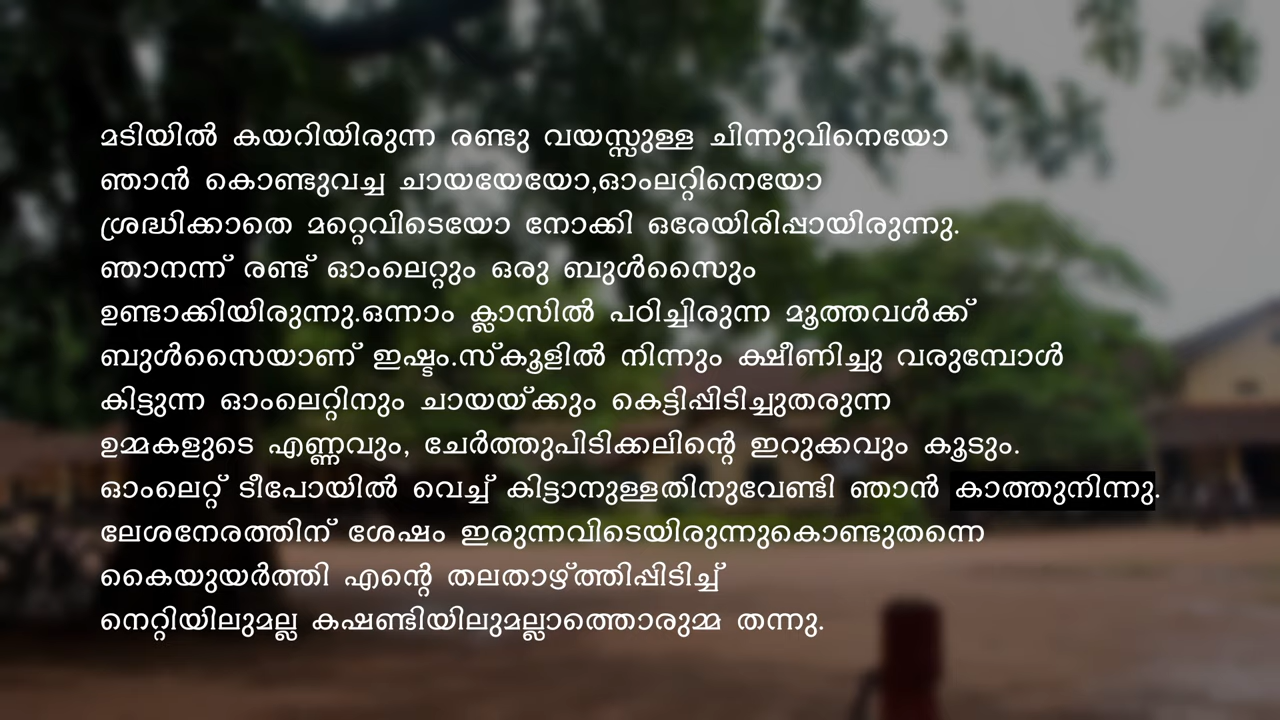 മടിയിൽ കയറിയിരുന്ന രണ്ടു വയസ്സുള്ള ചിന്നുവിനെയോ
ഞാൻ കൊണ്ടുവച്ച ചായയേയോ,ഓംലറ്റിനെയോ
ശ്രദ്ധിക്കാതെ മറ്റെവിടെയോ നോക്കി ഒരേയിരിപ്പായിരുന്നു.
ഞാനന്ന് രണ്ട് ഓംലെറ്റും ഒരു ബുൾസൈും
ഉണ്ടാക്കിയിരുന്നു.ഒന്നാം ക്ലാസിൽ പഠിച്ചിരുന്ന മൂത്തവൾക്ക്
ബുൾസൈയാണ് ഇഷ്ടം.സ്കൂളിൽ നിന്നും ക്ഷീണിച്ചു വരുമ്പോൾ
കിട്ടുന്ന ഓംലെറ്റിനും ചായയ്ക്കും കെട്ടിപ്പിടിച്ചുതരുന്ന
ഉമ്മകളുടെ എണ്ണവും, ചേർത്തുപിടിക്കലിന്റെ ഇറുക്കവും കൂടും.
ഓംലെറ്റ് ടീപോയിൽ വെച്ച് കിട്ടാനുള്ളതിനുവേണ്ടി ഞാൻ കാത്തുനിന്നു.
ലേശനേരത്തിന് ശേഷം ഇരുന്നവിടെയിരുന്നുകൊണ്ടുതന്നെ
കൈയുയർത്തി എന്റെ തലതാഴ്ത്തിപ്പിടിച്ച്
നെറ്റിയിലുമല്ല കഷണ്ടിയിലുമല്ലാത്തൊരുമ്മ തന്നു.